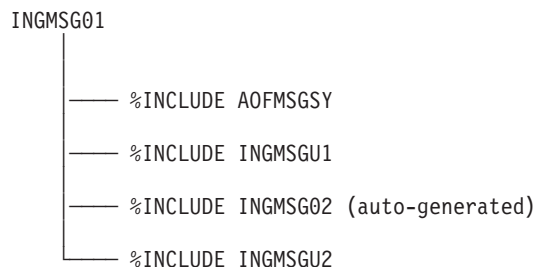 INGMSG01
%INCLUDE AOFMSGSY
%INCLUDE INGMSGU1
%INCLUDE INGMSG02 (auto-generated)
%INCLUDE INGMSGU2